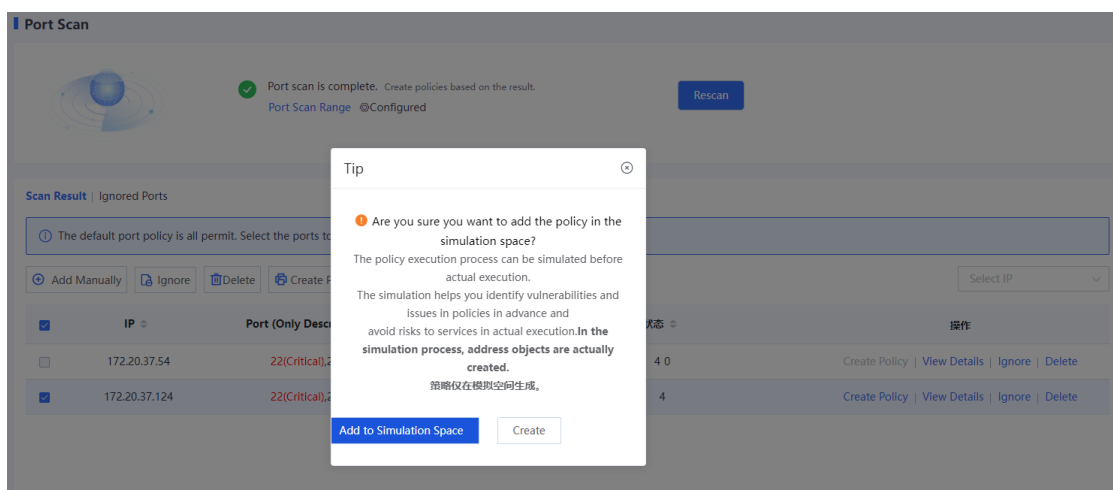 Port Scan
Port scan is complete. Create policies based on the result.
Port Scan Range Configured
Rescan
Tip
Are you sure you want to add the policy in the
simulation space?
The policy execution process can be simulated before
actual execution.
The simulation helps you identify vulnerabilities and
issues in policies in advance and
avoid risks to services in actual execution.In the
simulation process, address objects are actually
created.
策略仅在模拟空间生成。
Add to Simulation Space Create
Scan Result | Ignored Ports
The default port policy is all permit. Select the ports to
Add Manually Ignore Delete Create Select IP
IP Port (Only 状态 操作
172.20.37.54 22(Critical), 4 0 Create Policy | View Details | Ignore | Delete
172.20.37.124 22(Critical), 4 Create Policy | View Details | Ignore | Delete